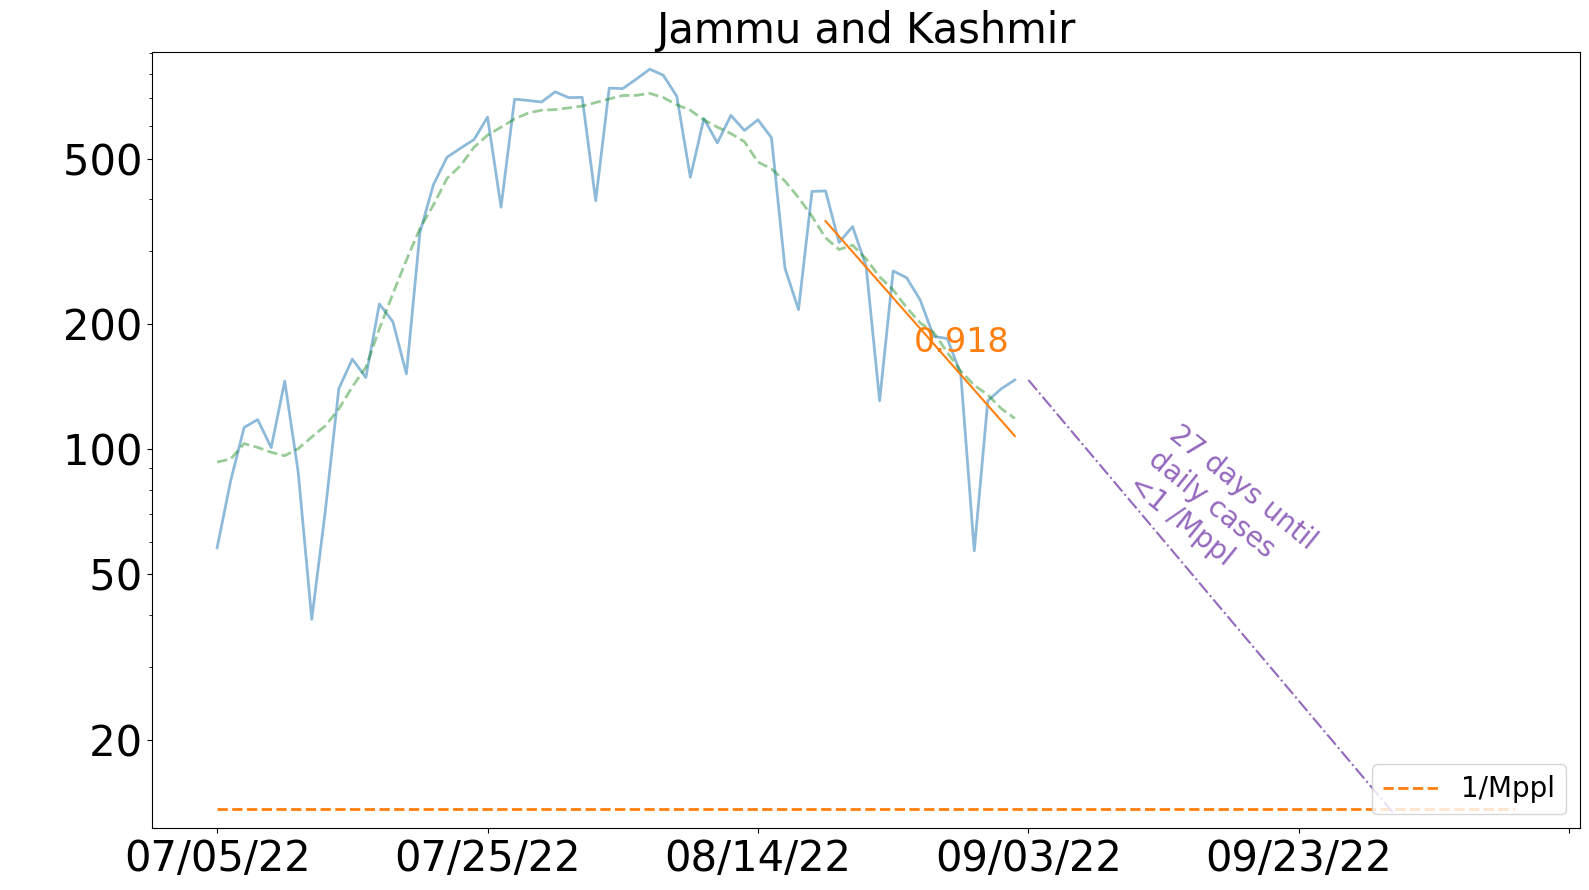 Jammu and Kashmir
500
200
100
50
20
0.918
27 days until
daily cases
<1 /Mppl
1/Mppl
07/05/22
07/25/22
08/14/22
09/03/22
09/23/22